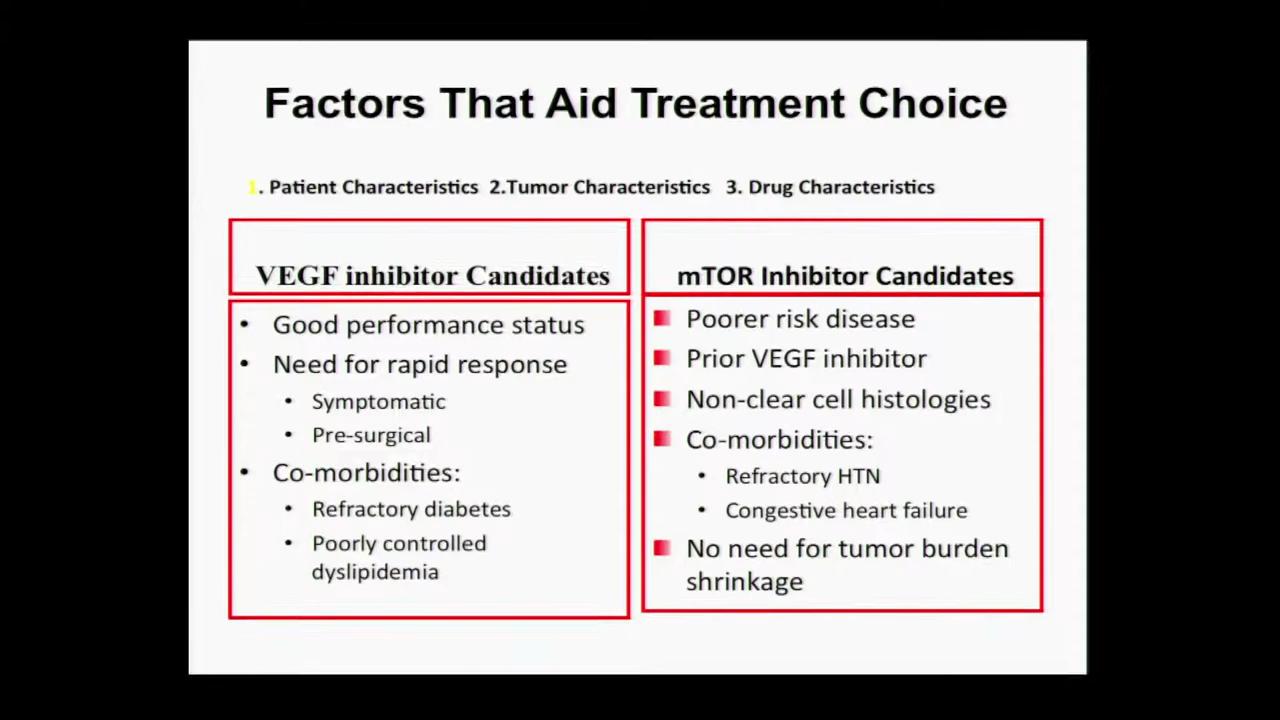 Factors That Aid Treatment Choice
1. Patient Characteristics 2.Tumor Characteristics 3. Drug Characteristics
VEGF inhibitor Candidates
• Good performance status
• Need for rapid response
• Symptomatic
• Pre-surgical
• Co-morbidities:
• Refractory diabetes
• Poorly controlled
dyslipidemia
mTOR Inhibitor Candidates
Poorer risk disease
Prior VEGF inhibitor
Non-clear cell histologies
Co-morbidities:
• Refractory HTN
• Congestive heart failure
No need for tumor burden
shrinkage